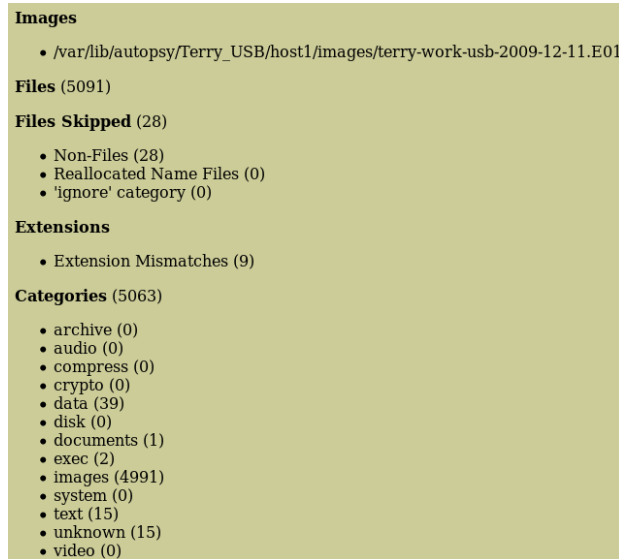 Images
• /var/lib/autopsy/Terry_USB/host1/images/terry-work-usb-2009-12-11.E01
Files (5091)
Files Skipped (28)
• Non-Files (28)
• Reallocated Name Files (0)
• 'ignore' category (0)
Extensions
• Extension Mismatches (9)
Categories (5063)
• archive (0)
• audio (0)
• compress (0)
• crypto (0)
• data (39)
• disk (0)
• documents (1)
• exec (2)
• images (4991)
• system (0)
• text (15)
• unknown (15)
• video (0)